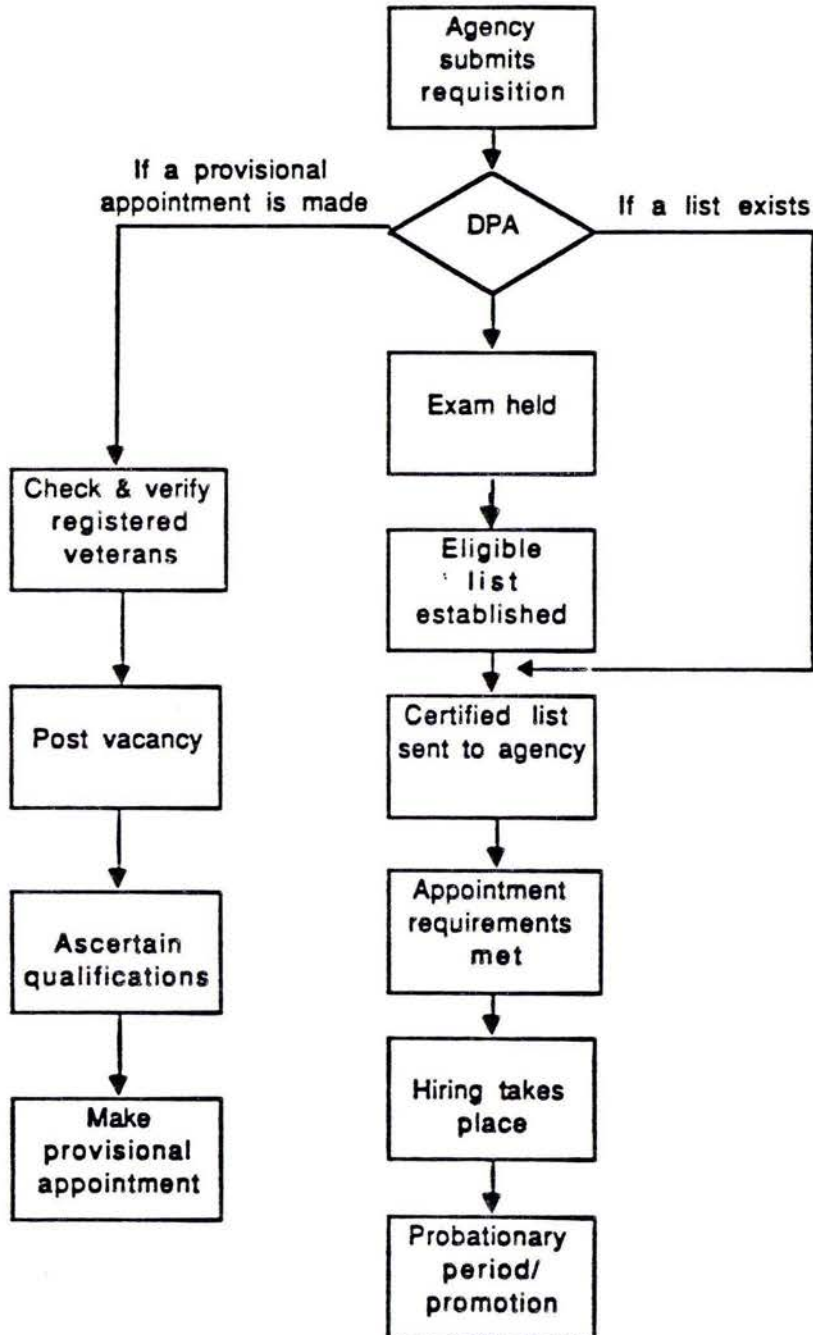 Agency
submits
requisition
If a provisional
appointment is made
DPA
If a list exists
Exam held
Check & verify
registered
veterans
Eligible
list
established
Post vacancy
Certified list
sent to agency
Ascertain
qualifications
Appointment
requirements
met
Make
provisional
appointment
Hiring takes
place
Probationary
period/
promotion